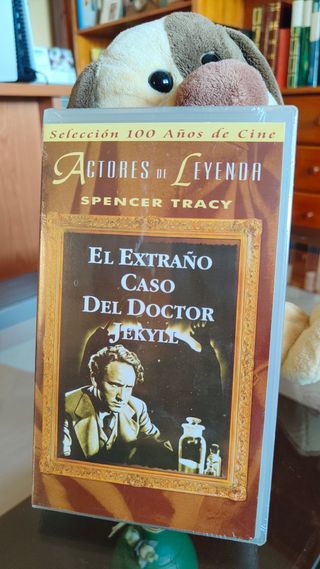 Selección 100 Años de Cine
ACTORES DE LEYENDA
SPENCER TRACY
EL EXTRAÑO
CASO
DEL DOCTOR
JEKYLL